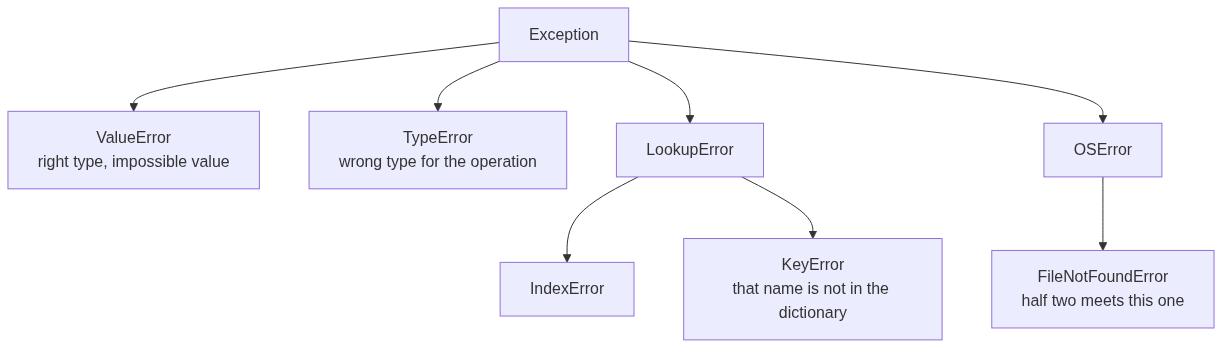 Exception
ValueError
right type, impossible value
TypeError
wrong type for the operation
LookupError
OSError
IndexError
KeyError
that name is not in the
dictionary
FileNotFoundError
half two meets this one